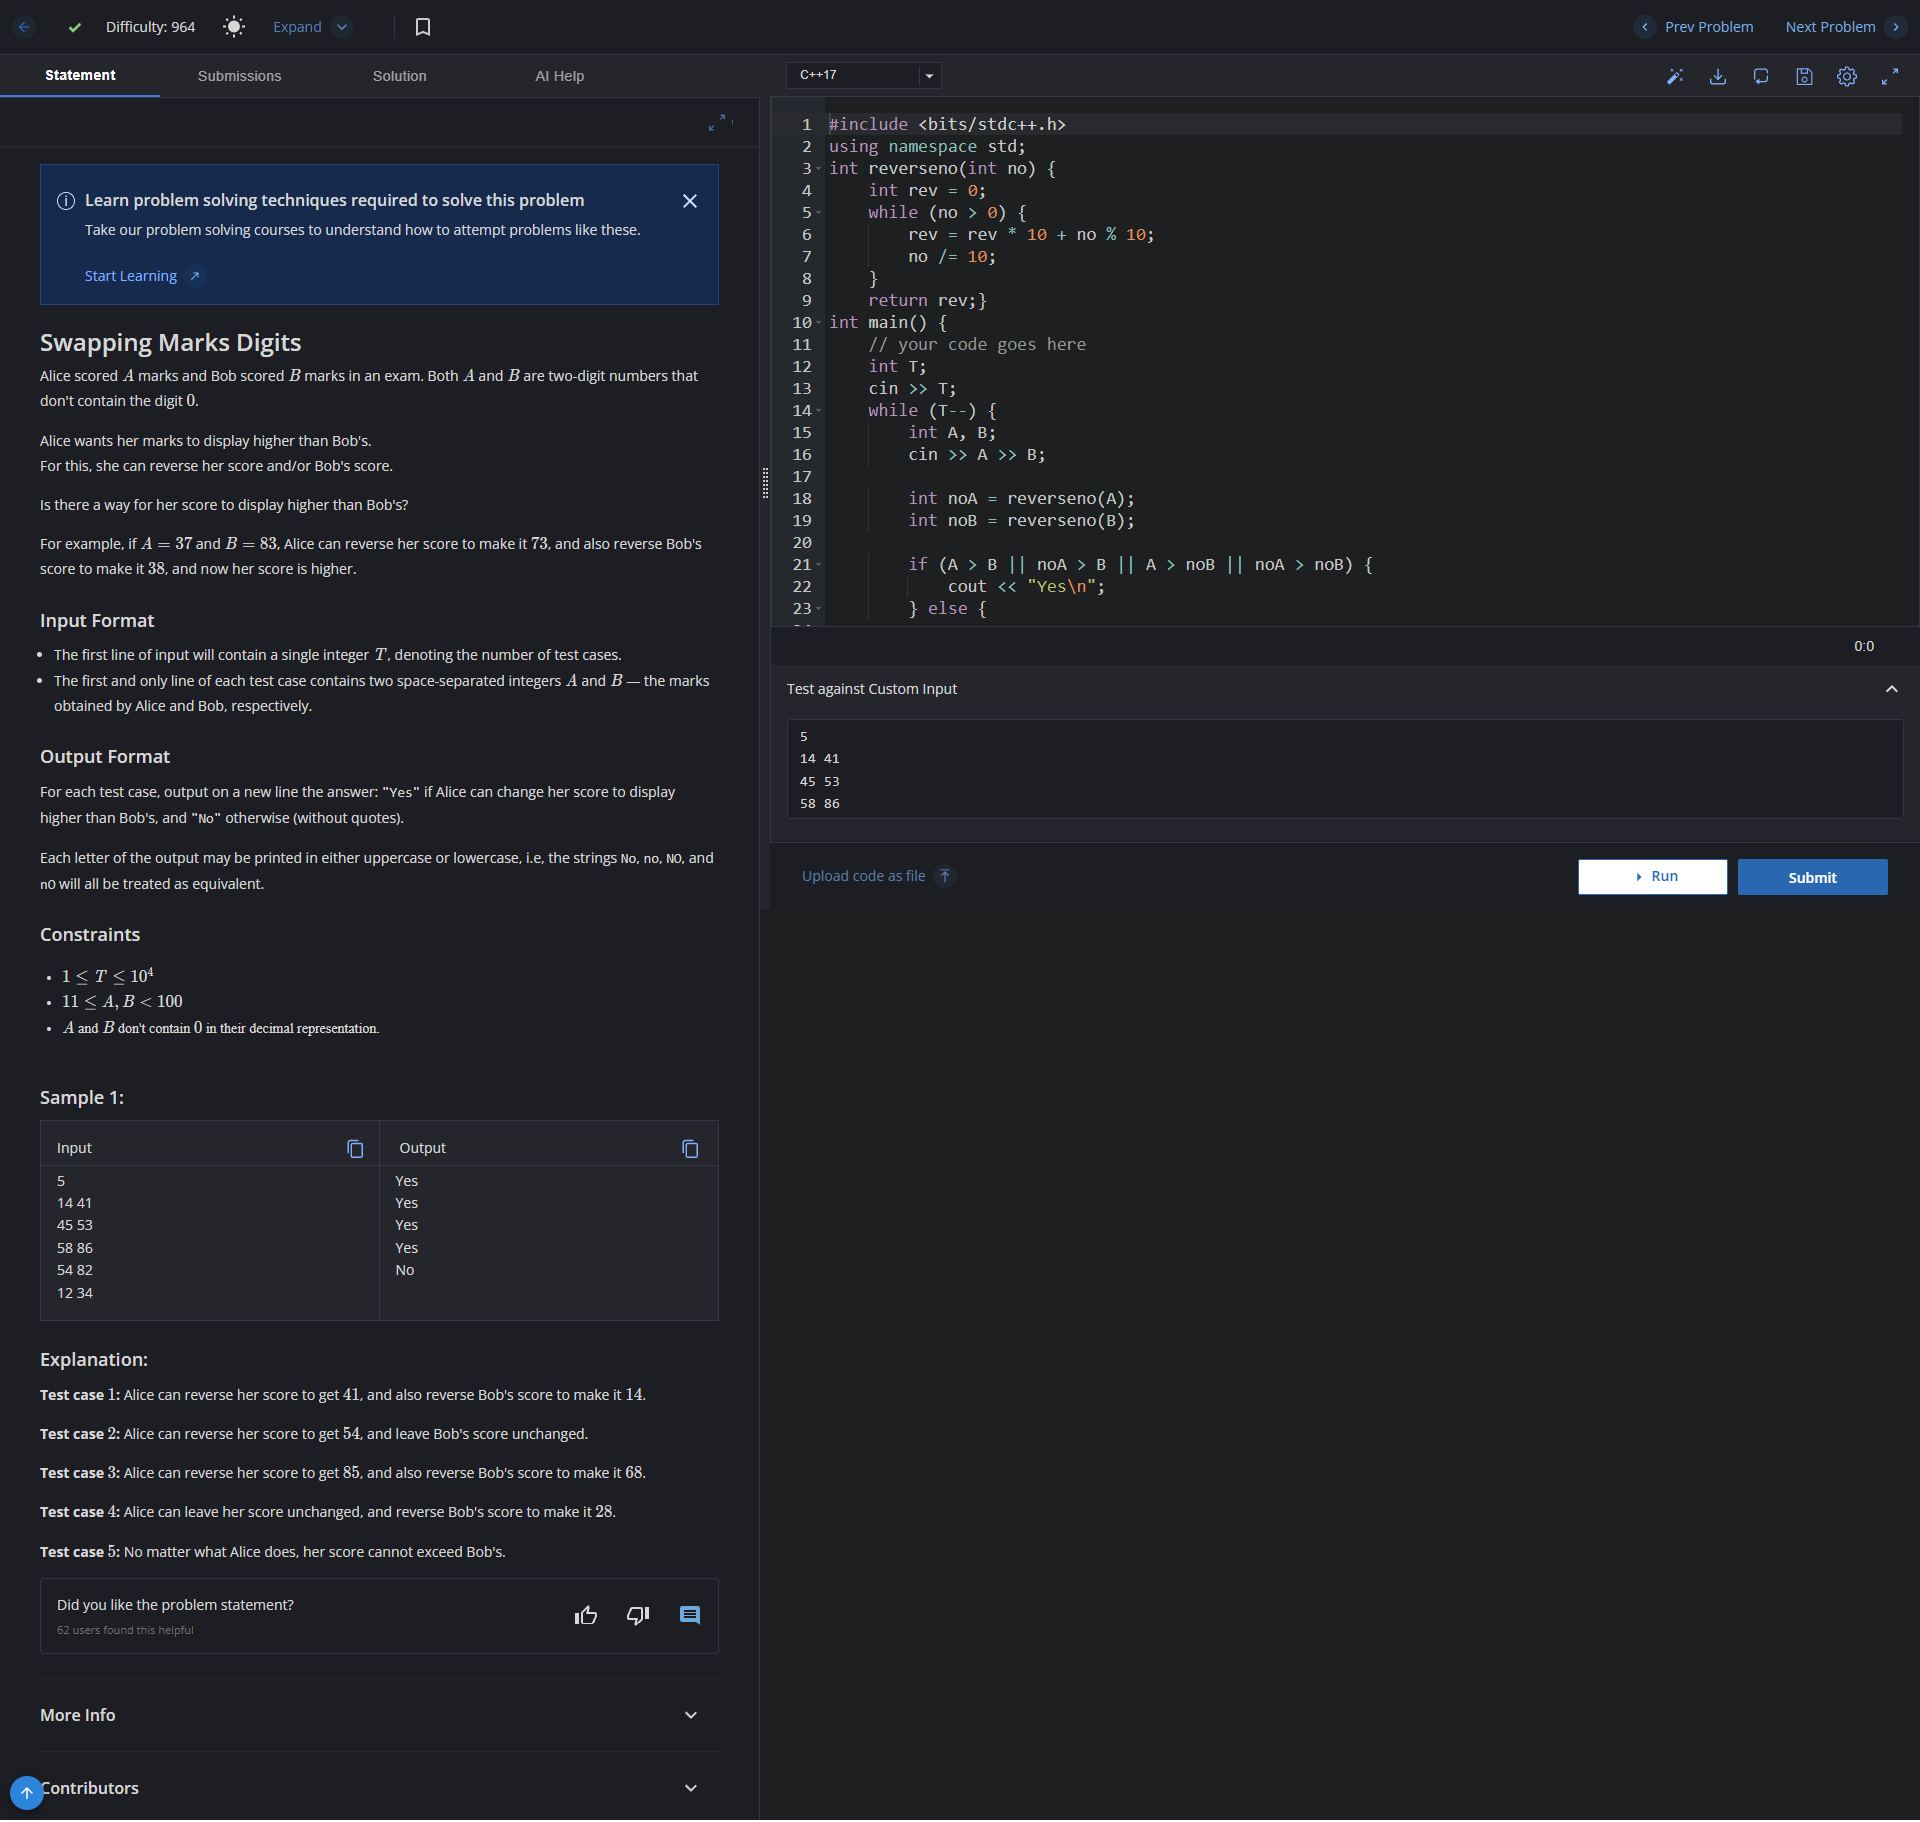 Difficulty: 964
Expand
Prev Problem
Next Problem
Statement
Submissions
Solution
AI Help
Learn problem solving techniques required to solve this problem
Take our problem solving courses to understand how to attempt problems like these.
Start Learning
Swapping Marks Digits
Alice scored A marks and Bob scored B marks in an exam. Both A and B are two-digit numbers that
don't contain the digit 0.
Alice wants her marks to display higher than Bob's.
For this, she can reverse her score and/or Bob's score.
Is there a way for her score to display higher than Bob's?
For example, if A = 37 and B = 83, Alice can reverse her score to make it 73, and also reverse Bob's
score to make it 38, and now her score is higher.
Input Format
• The first line of input will contain a single integer T, denoting the number of test cases.
• The first and only line of each test case contains two space-separated integers A and B — the marks
obtained by Alice and Bob, respectively.
Output Format
For each test case, output on a new line the answer: "Yes" if Alice can change her score to display
higher than Bob's, and "No" otherwise (without quotes).
Each letter of the output may be printed in either uppercase or lowercase, i.e, the strings No, no, NO, and
nO will all be treated as equivalent.
Constraints
• 1 ≤ T ≤ 10⁴
• 11 ≤ A, B < 100
• A and B don't contain 0 in their decimal representation.
Sample 1:
Input
Output
5
14 41
45 53
58 86
54 82
12 34
Yes
Yes
Yes
Yes
No
Explanation:
Test case 1: Alice can reverse her score to get 41, and also reverse Bob's score to make it 14.
Test case 2: Alice can reverse her score to get 54, and leave Bob's score unchanged.
Test case 3: Alice can reverse her score to get 85, and also reverse Bob's score to make it 68.
Test case 4: Alice can leave her score unchanged, and reverse Bob's score to make it 28.
Test case 5: No matter what Alice does, her score cannot exceed Bob's.
Did you like the problem statement?
62 users found this helpful
More Info
Contributors
C++17
1 #include <bits/stdc++.h>
2 using namespace std;
3 int reverseno(int no) {
4     int rev = 0;
5     while (no > 0) {
6         rev = rev * 10 + no % 10;
7         no /= 10;
8     }
9     return rev;}
10 int main() {
11     // your code goes here
12     int T;
13     cin >> T;
14     while (T--) {
15         int A, B;
16         cin >> A >> B;
17
18         int noA = reverseno(A);
19         int noB = reverseno(B);
20
21         if (A > B || noA > B || A > noB || noA > noB) {
22             cout << "Yes\n";
23         } else {
0:0
Test against Custom Input
5
14 41
45 53
58 86
Upload code as file
Run
Submit